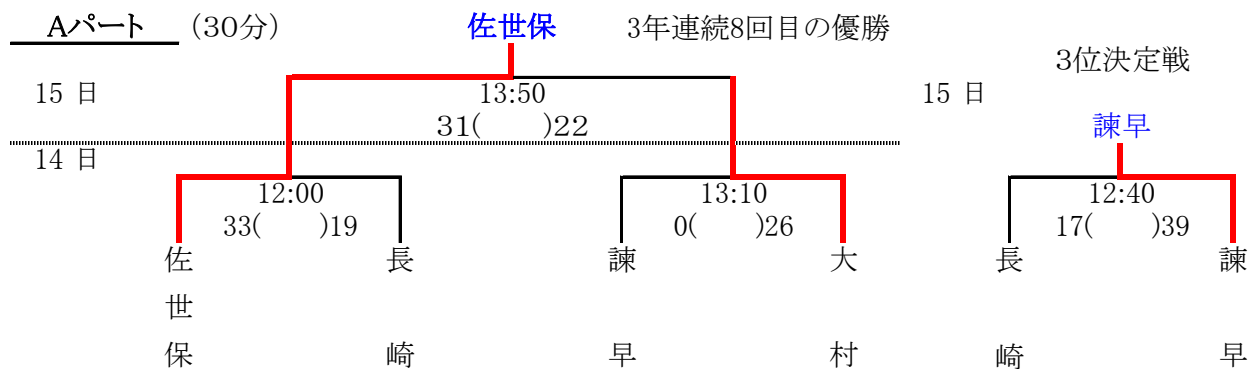 Aパート (30分) 佐世保 3年連続8回目の優勝
3位決定戦
15 日 13:50 15 日
31( )22 諫早
14 日
12:00 13:10 12:40
33( )19 0( )26 17( )39
佐世保 長崎 諫早 大村 長崎 諫早